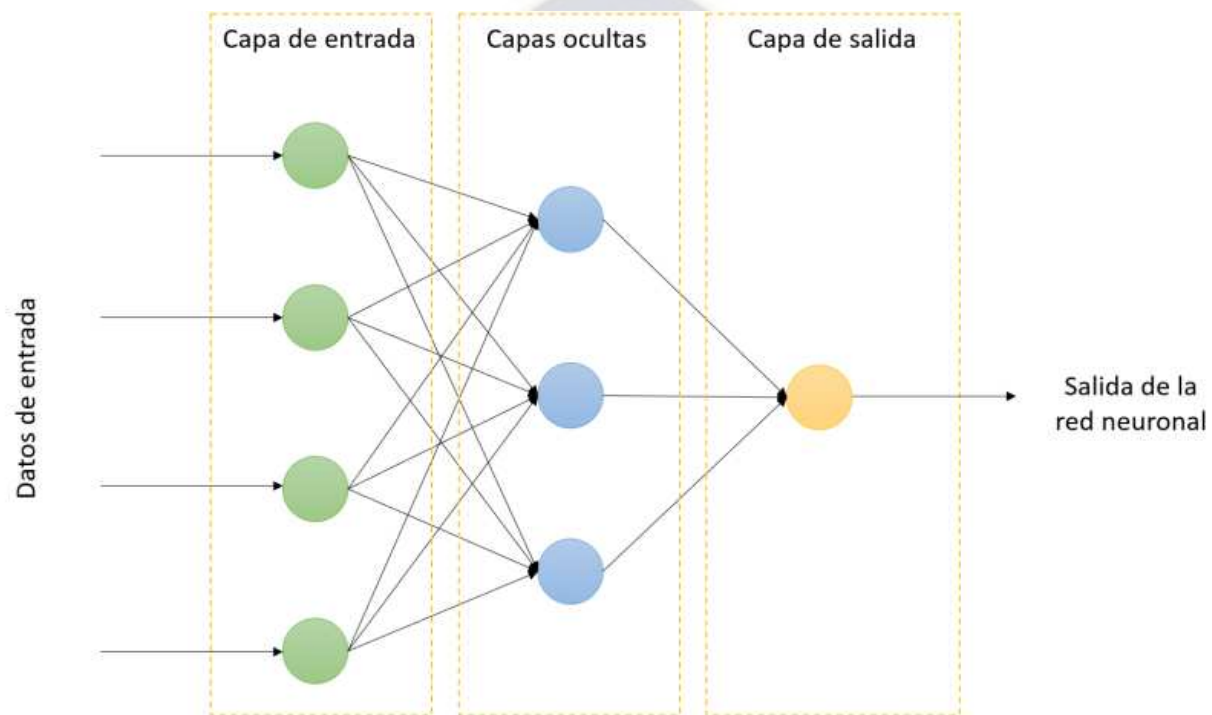 Capa de entrada
Capas ocultas
Capa de salida
Datos de entrada
Salida de la
red neuronal